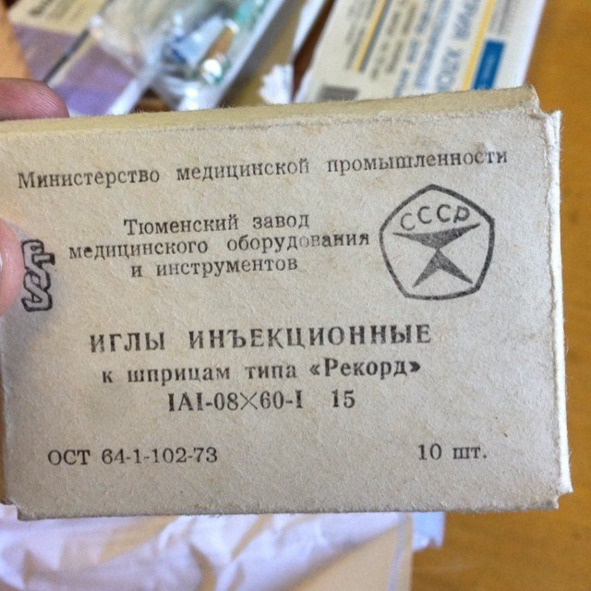 Министерство медицинской промышленности
Тюменский завод
медицинского оборудования
и инструментов
СССР
ИГЛЫ ИНЪЕКЦИОННЫЕ
к шприцам типа «Рекорд»
IAI-08×60-I 15
ОСТ 64-1-102-73
10 шт.